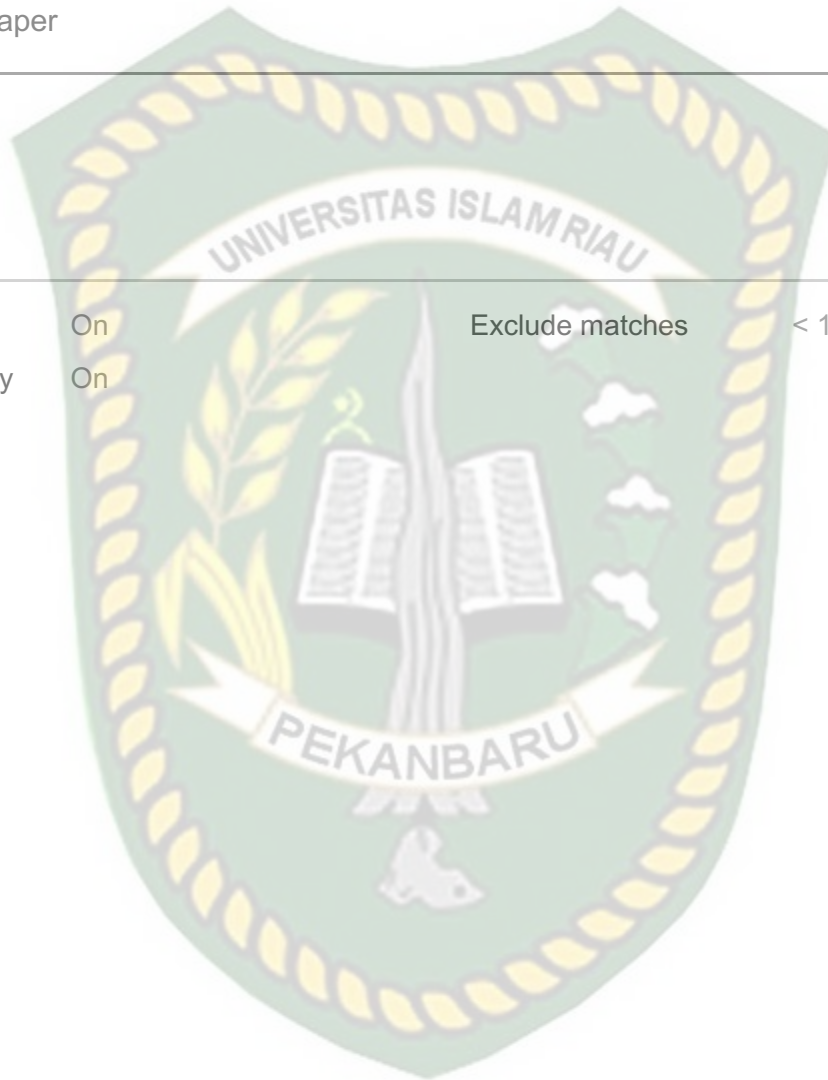 aper
UNIVERSITAS ISLAM RIAU
On Exclude matches < 1
y On
PEKANBARU